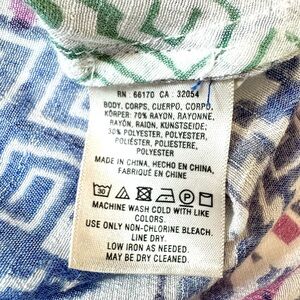 RN : 66170 CA : 32054
BODY, CORPS, CUERPO, CORPO,
KÖRPER: 70% RAYON, RAYONNE,
RAYÓN, RAION, KUNSTSEIDE;
30% POLYESTER, POLYESTER,
POLIÉSTER, POLIESTERE,
POLYESTER
MADE IN CHINA, HECHO EN CHINA,
FABRIQUÉ EN CHINE
30
MACHINE WASH COLD WITH LIKE
COLORS.
USE ONLY NON-CHLORINE BLEACH.
LINE DRY.
LOW IRON AS NEEDED.
MAY BE DRY CLEANED.